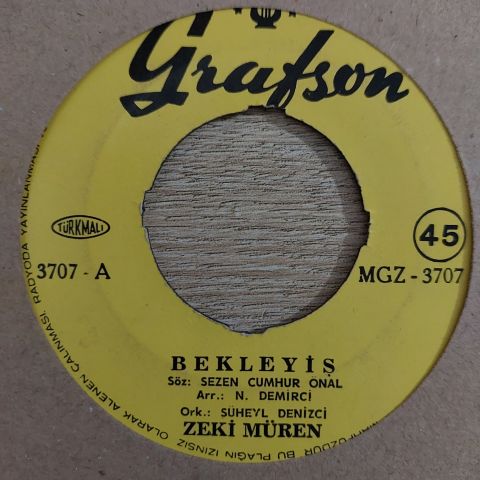 Grafson
TÜRKMALI
45
3707 - A
MGZ - 3707
BEKLEYİŞ
Söz: SEZEN CUMHUR ÖNAL
Arr.: N. DEMİRCİ
Ork.: SÜHEYL DENİZCİ
ZEKİ MÜREN
BU PLAĞIN İZİNSİZ OLARAK ALENEN ÇALINMASI RADYODA YAYINLANMASI